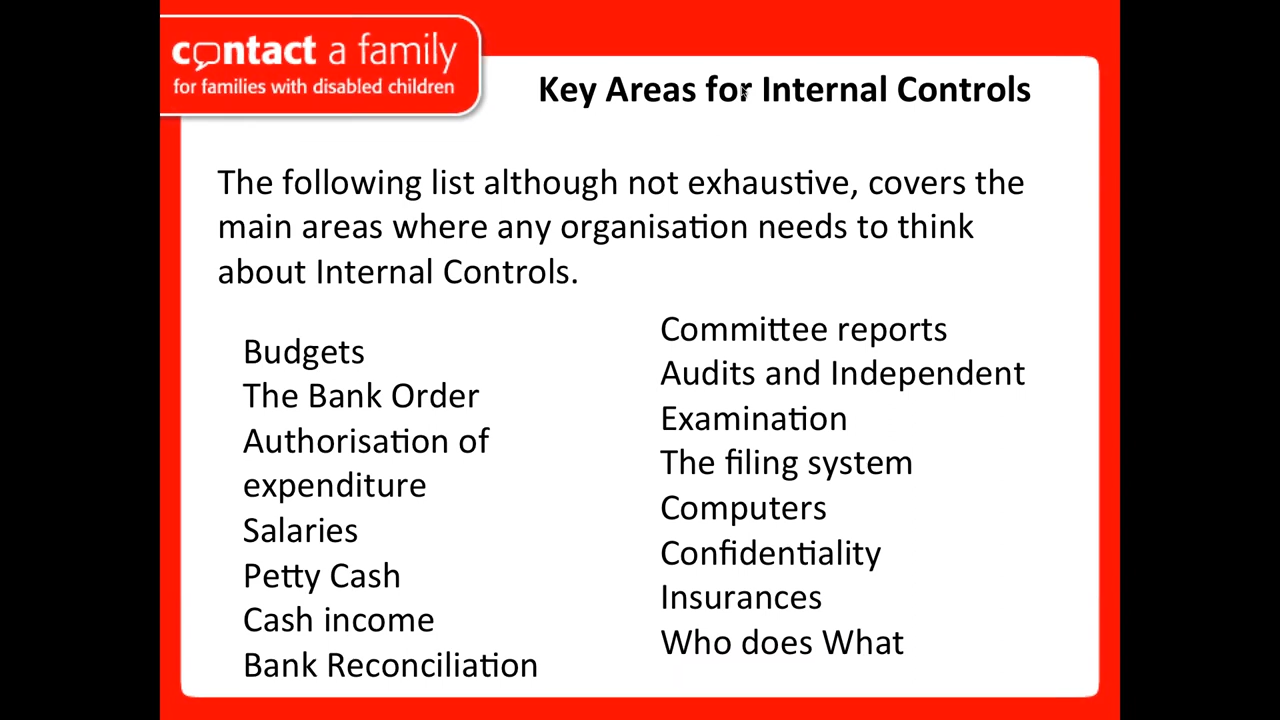 contact a family
for families with disabled children
Key Areas for Internal Controls
The following list although not exhaustive, covers the
main areas where any organisation needs to think
about Internal Controls.
Budgets
The Bank Order
Authorisation of
expenditure
Salaries
Petty Cash
Cash income
Bank Reconciliation
Committee reports
Audits and Independent
Examination
The filing system
Computers
Confidentiality
Insurances
Who does What